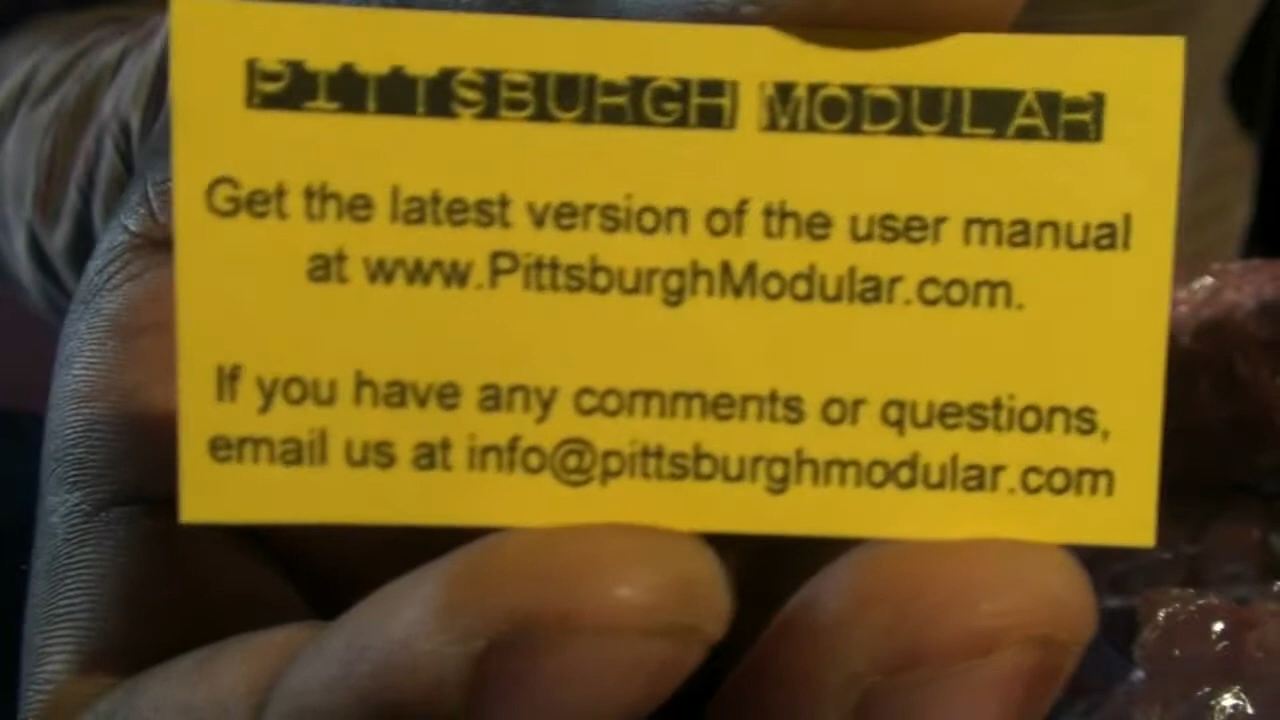 PITTSBURGH MODULAR
Get the latest version of the user manual
at www.PittsburghModular.com.
If you have any comments or questions,
email us at info@pittsburghmodular.com